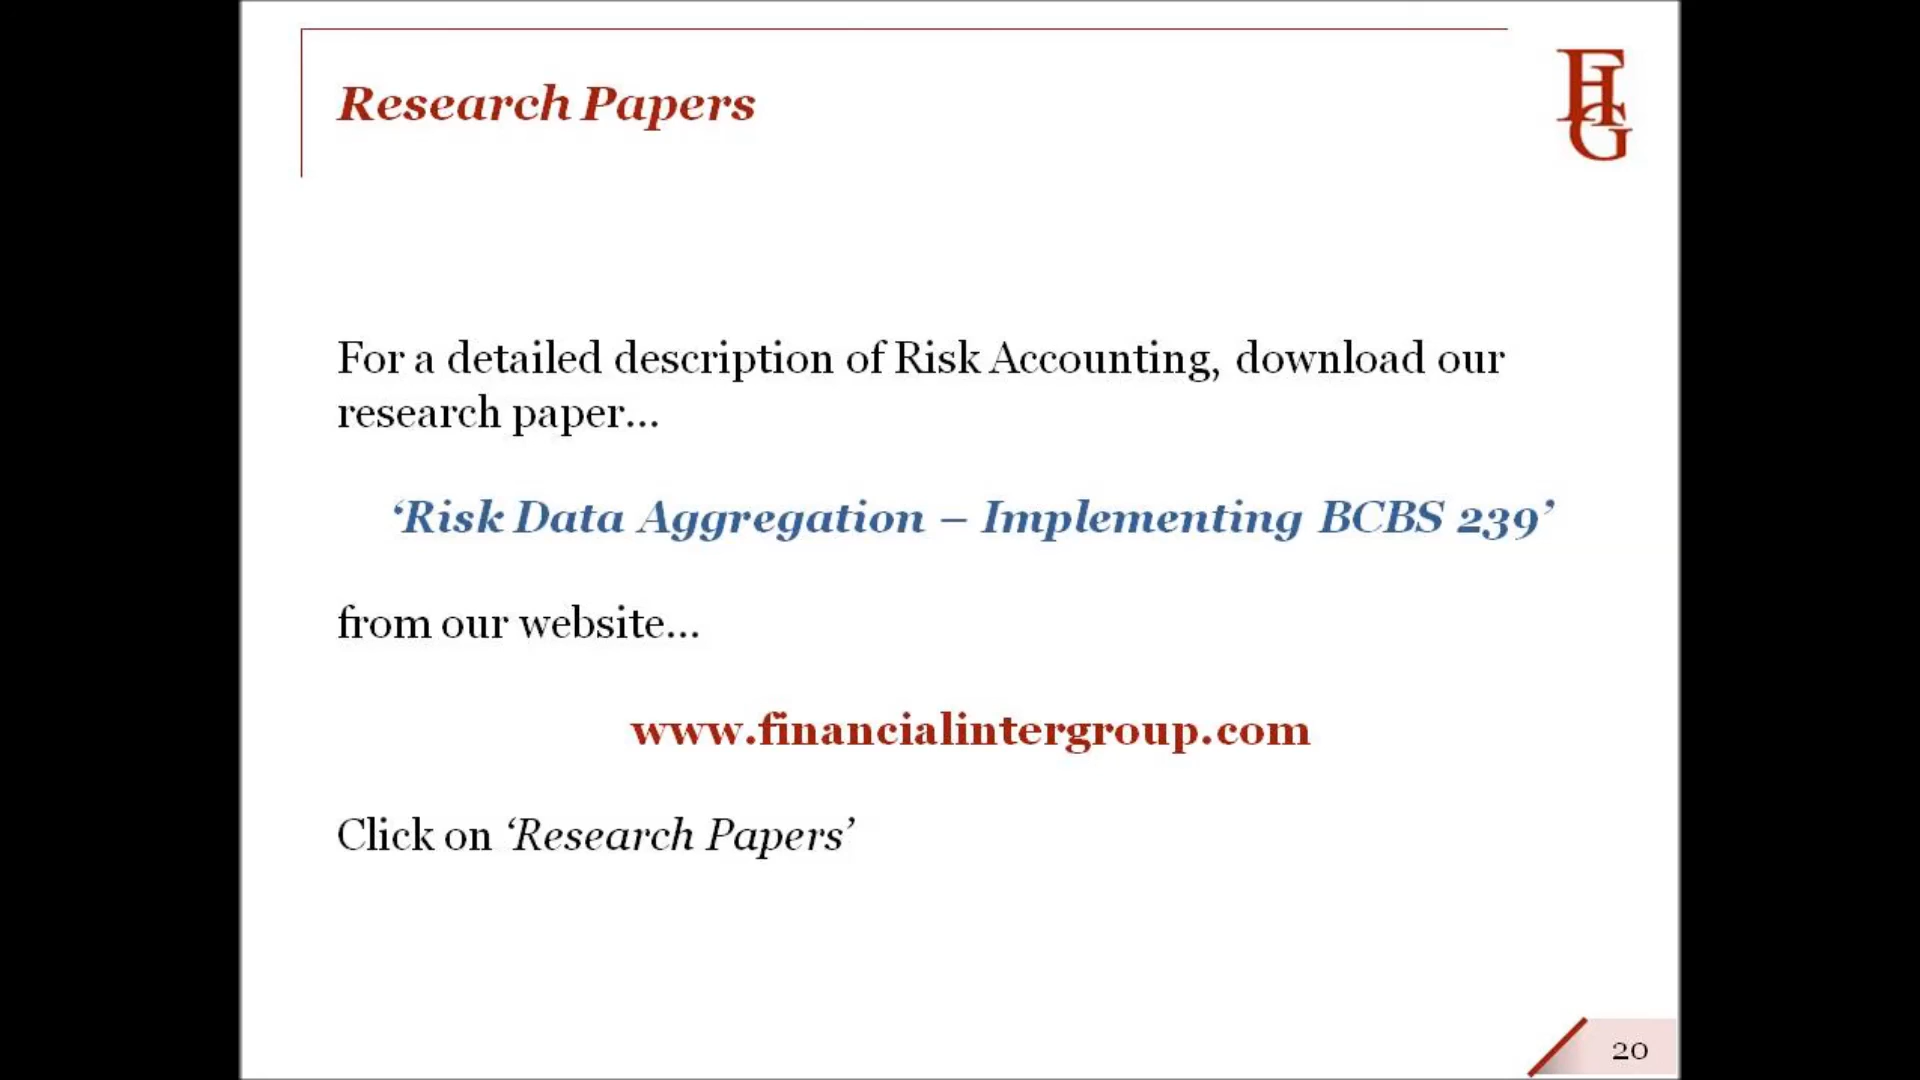 Research Papers
FIG
For a detailed description of Risk Accounting, download our
research paper...
‘Risk Data Aggregation – Implementing BCBS 239’
from our website...
www.financialintergroup.com
Click on ‘Research Papers’
20